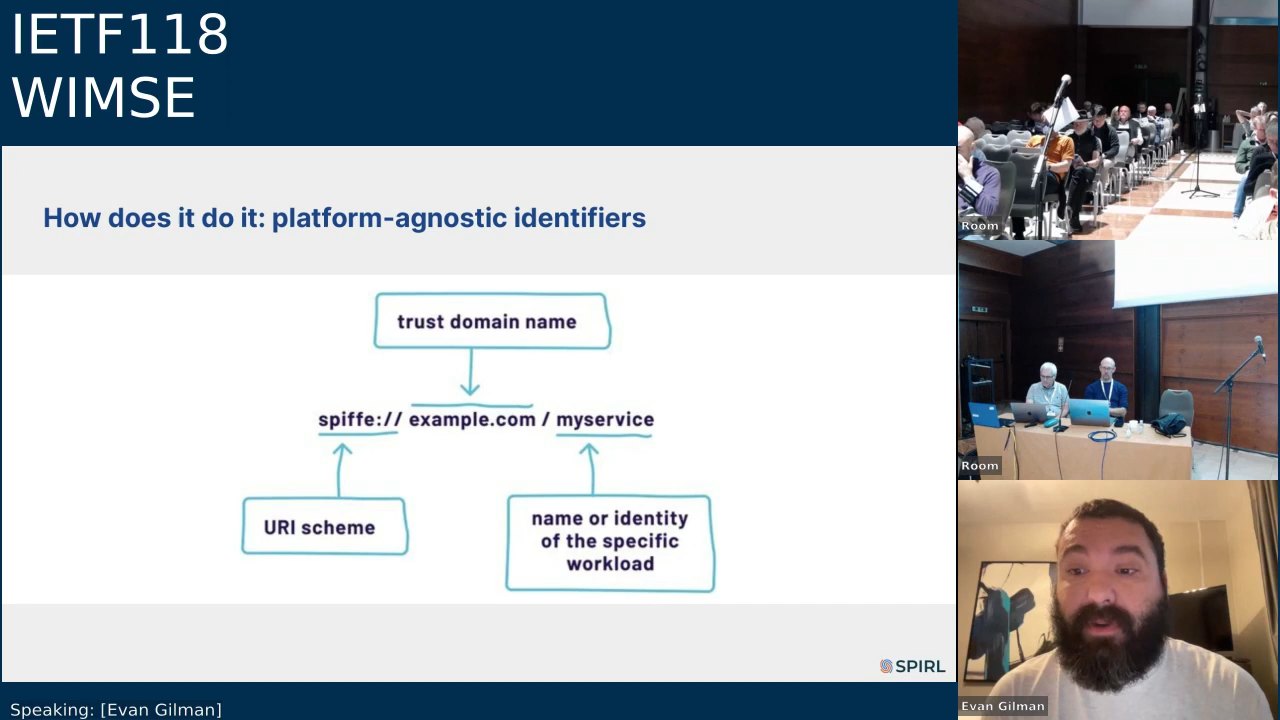 IETF118
WIMSE
How does it do it: platform-agnostic identifiers
trust domain name
spiffe:// example.com / myservice
URI scheme
name or identity
of the specific
workload
SPIRL
Speaking: [Evan Gilman]
Room
Room
Evan Gilman